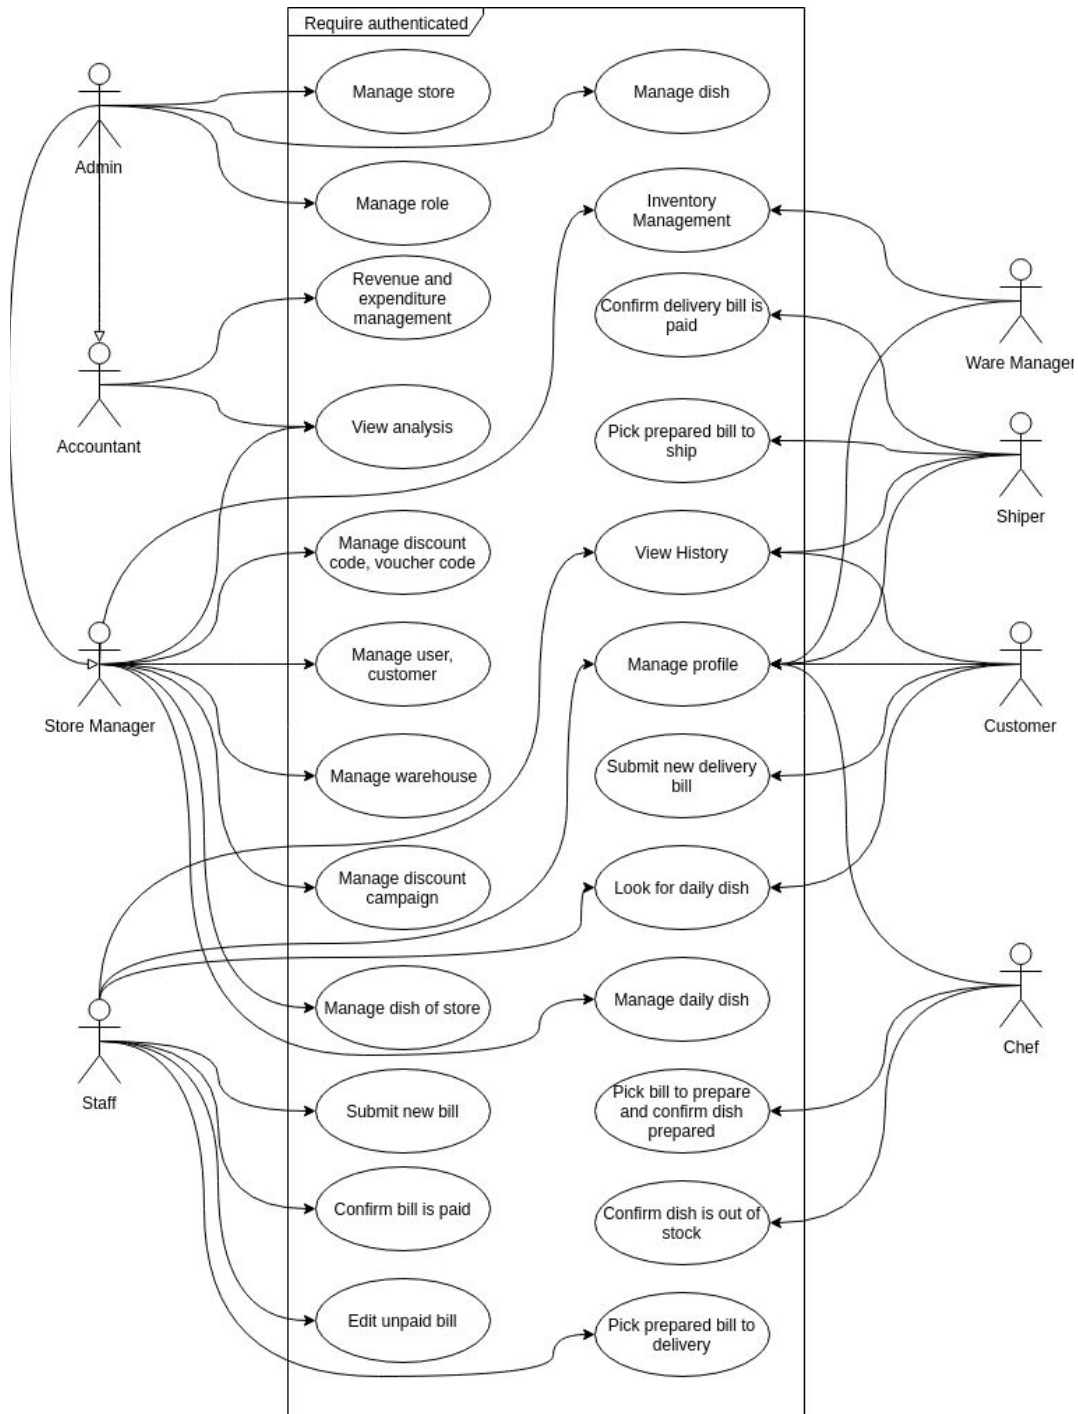 Require authenticated
Manage store
Manage dish
Admin
Manage role
Inventory
Management
Revenue and
expenditure
management
Confirm delivery bill is
paid
Ware Manager
Accountant
View analysis
Pick prepared bill to
ship
Shiper
Manage discount
code, voucher code
View History
Store Manager
Manage user,
customer
Manage profile
Customer
Manage warehouse
Submit new delivery
bill
Manage discount
campaign
Look for daily dish
Manage dish of store
Manage daily dish
Chef
Staff
Submit new bill
Pick bill to prepare
and confirm dish
prepared
Confirm bill is paid
Confirm dish is out of
stock
Edit unpaid bill
Pick prepared bill to
delivery